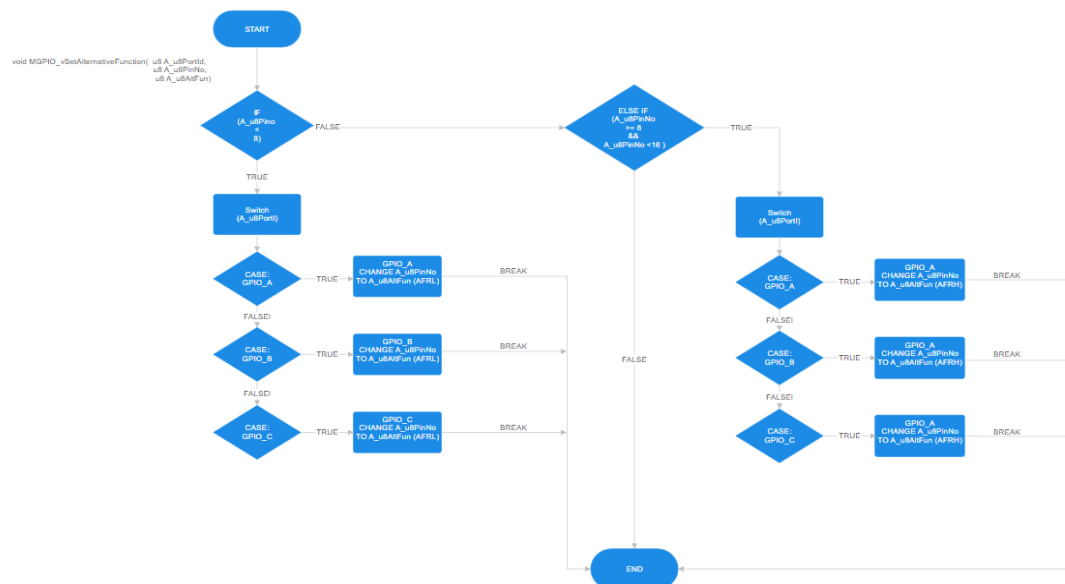 START
void MGPIO_vSetAlternativeFunction( u8 A_u8PortId,
u8 A_u8PinNo,
u8 A_u8AltFun)
IF
(A_u8Pino
<
8)
FALSE
ELSE IF
(A_u8PinNo
>= 8
&&
A_u8PinNo <16 )
TRUE
TRUE
Switch
(A_u8PortI)
Switch
(A_u8PortI)
CASE:
GPIO_A
TRUE
GPIO_A
CHANGE A_u8PinNo
TO A_u8AltFun (AFRL)
BREAK
CASE:
GPIO_A
TRUE
GPIO_A
CHANGE A_u8PinNo
TO A_u8AltFun (AFRH)
BREAK
FALSEI
FALSEI
CASE:
GPIO_B
TRUE
GPIO_B
CHANGE A_u8PinNo
TO A_u8AltFun (AFRL)
BREAK
FALSE
CASE:
GPIO_B
TRUE
GPIO_A
CHANGE A_u8PinNo
TO A_u8AltFun (AFRH)
BREAK
FALSEI
FALSEI
CASE:
GPIO_C
TRUE
GPIO_C
CHANGE A_u8PinNo
TO A_u8AltFun (AFRL)
BREAK
CASE:
GPIO_C
TRUE
GPIO_A
CHANGE A_u8PinNo
TO A_u8AltFun (AFRH)
BREAK
END